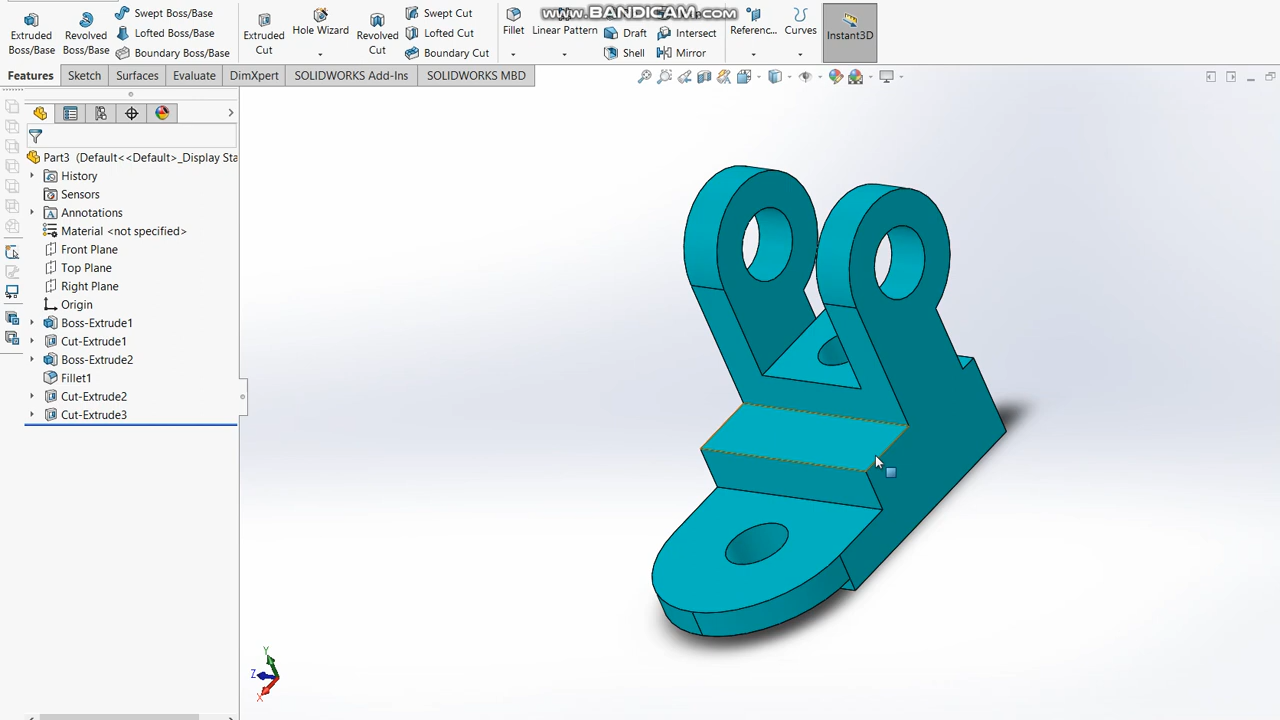 www.BANDICAM.com
Extruded Boss/Base
Revolved Boss/Base
Swept Boss/Base
Lofted Boss/Base
Boundary Boss/Base
Extruded Cut
Hole Wizard
Revolved Cut
Swept Cut
Lofted Cut
Boundary Cut
Fillet
Linear Pattern
Draft
Shell
Intersect
Mirror
Referenc...
Curves
Instant3D
Features
Sketch
Surfaces
Evaluate
DimXpert
SOLIDWORKS Add-Ins
SOLIDWORKS MBD
Part3 (Default<<Default>_Display Sta
History
Sensors
Annotations
Material <not specified>
Front Plane
Top Plane
Right Plane
Origin
Boss-Extrude1
Cut-Extrude1
Boss-Extrude2
Fillet1
Cut-Extrude2
Cut-Extrude3
Y
Z
X